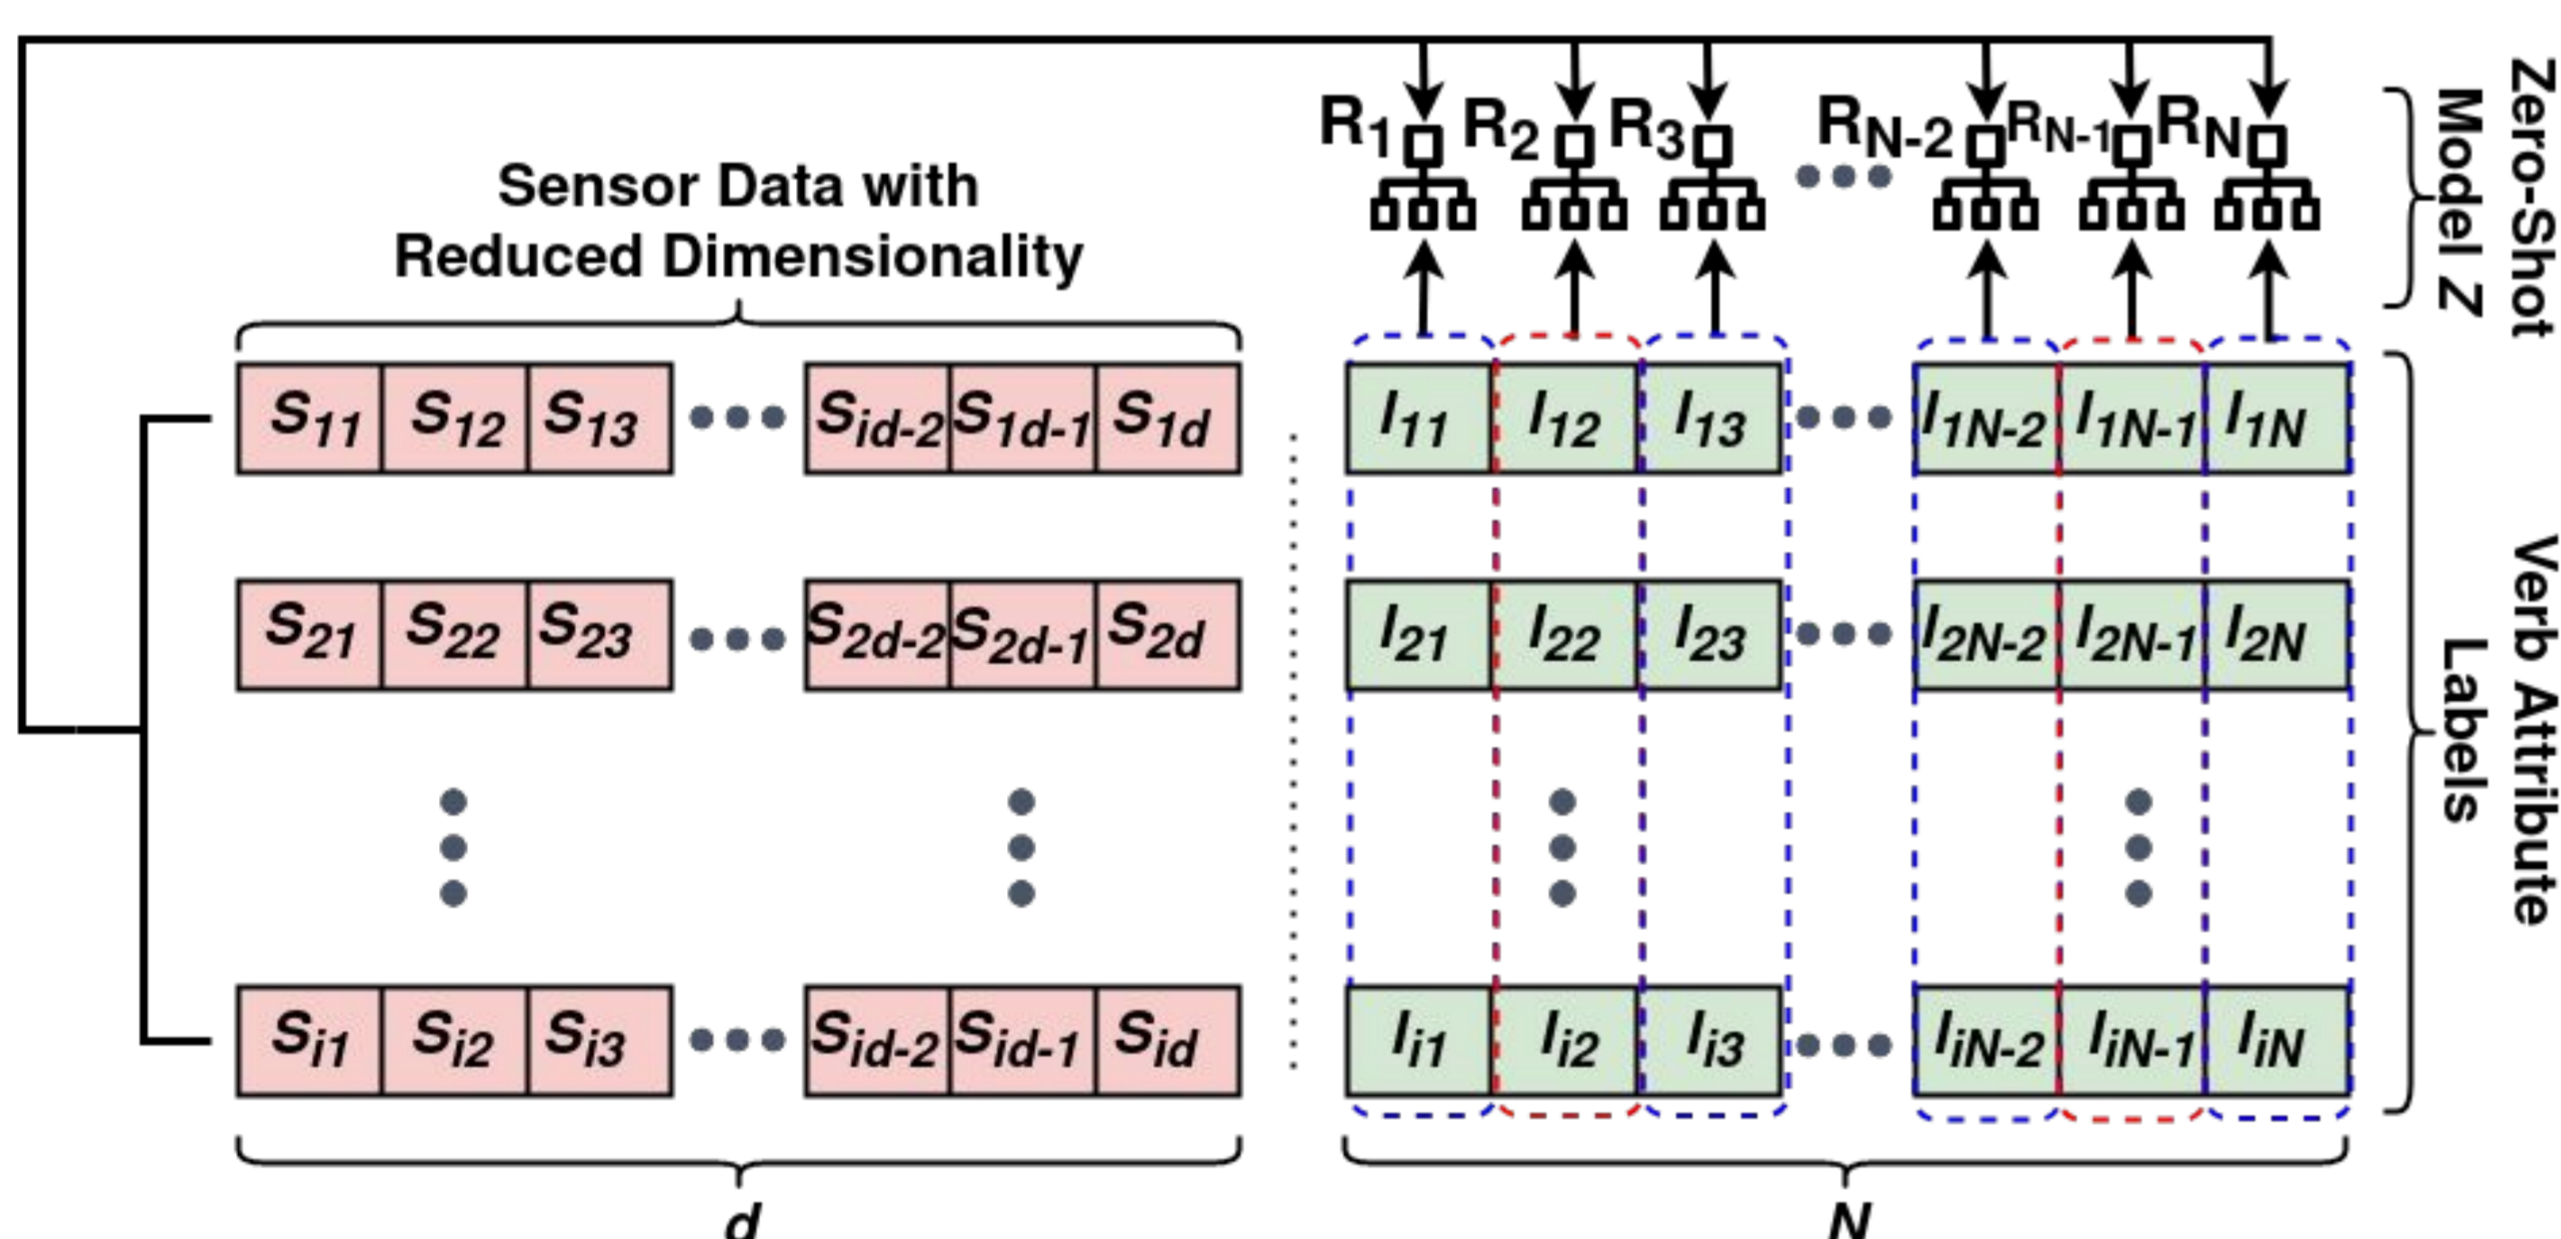 R1 R2 R3 RN-2 RN-1 RN
Zero-Shot
Model Z
Sensor Data with
Reduced Dimensionality
S11 S12 S13 Sid-2 S1d-1 S1d
l11 l12 l13 l1N-2 l1N-1 l1N
S21 S22 S23 S2d-2 S2d-1 S2d
l21 l22 l23 l2N-2 l2N-1 l2N
Verb Attribute
Labels
Si1 Si2 Si3 Sid-2 Sid-1 Sid
li1 li2 li3 liN-2 liN-1 liN
d
N